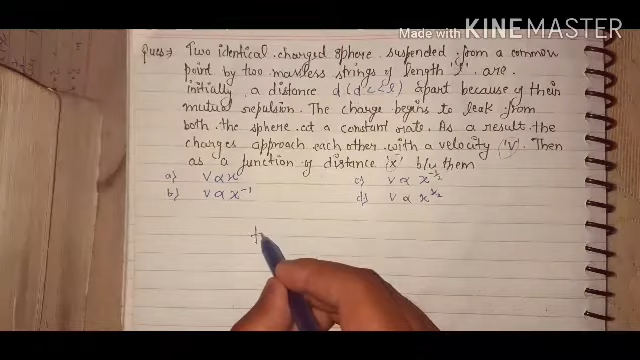 Made with KINEMASTER
Ques→ Two identical charged sphere suspended from a common
point by two massless strings of length 'l' are
initially a distance d (d<<l) apart because of their
mutual repulsion. The charge begins to leak from
both the sphere at a constant rate. As a result the
charges approach each other with a velocity 'V'. Then
as a function of distance 'x' b/w them
a) v ∝ x c) v ∝ x^-1/2
b) v ∝ x^-1 d) v ∝ x^1/2